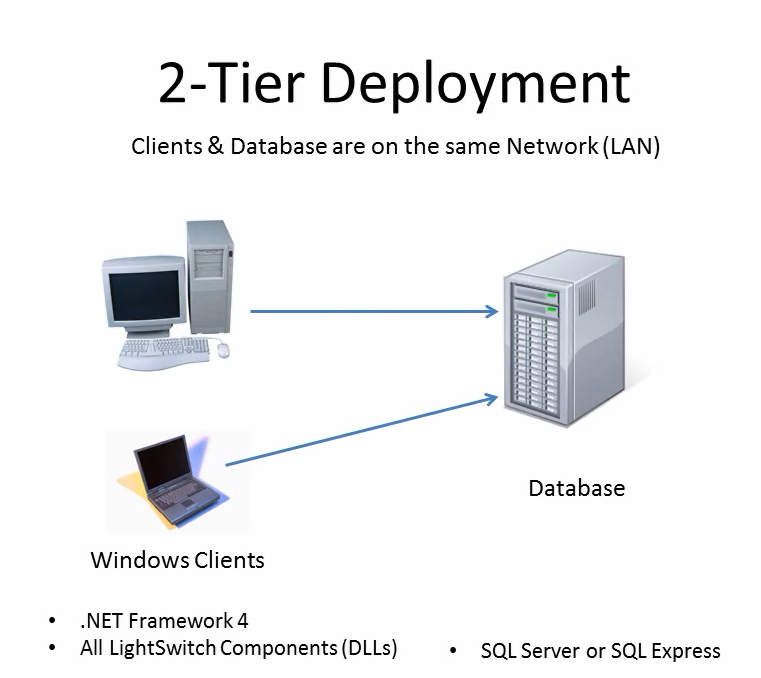 2-Tier Deployment
Clients & Database are on the same Network (LAN)
Database
Windows Clients
• .NET Framework 4
• All LightSwitch Components (DLLs)
• SQL Server or SQL Express